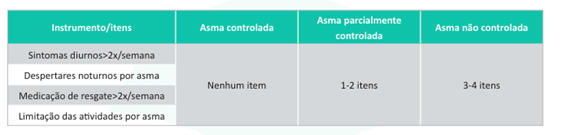 Instrumento/itens Asma controlada Asma parcialmente controlada Asma não controlada
Sintomas diurnos>2x/semana
Despertares noturnos por asma
Nenhum item 1-2 itens 3-4 itens
Medicação de resgate>2x/semana
Limitação das atividades por asma